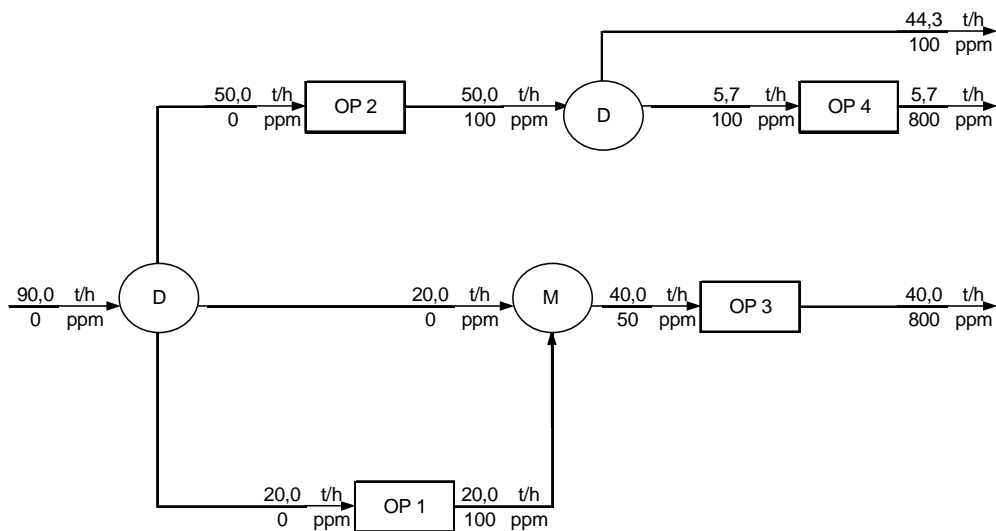 44,3 t/h
100 ppm
50,0 t/h
0 ppm
OP 2
50,0 t/h
100 ppm
D
5,7 t/h
100 ppm
OP 4
5,7 t/h
800 ppm
90,0 t/h
0 ppm
D
20,0 t/h
0 ppm
M
40,0 t/h
50 ppm
OP 3
40,0 t/h
800 ppm
20,0 t/h
0 ppm
OP 1
20,0 t/h
100 ppm